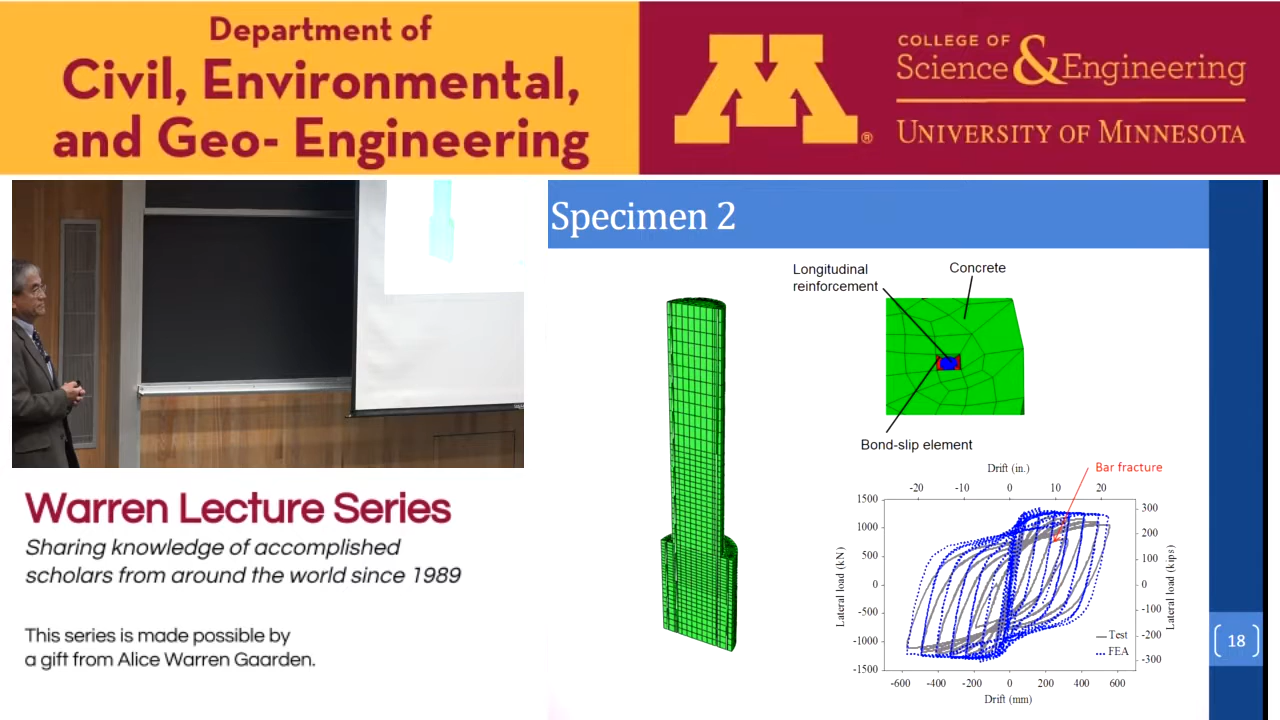 Department of
Civil, Environmental,
and Geo- Engineering
M
®
COLLEGE OF
Science & Engineering
UNIVERSITY OF MINNESOTA
Specimen 2
Longitudinal
reinforcement
Concrete
Bond-slip element
Bar fracture
Drift (in.)
-20 -10 0 10 20
1500
1000
500
0
-500
-1000
-1500
Lateral load (kN)
300
200
100
0
-100
-200
-300
Lateral load (kips)
Test
FEA
-600 -400 -200 0 200 400 600
Drift (mm)
18
Warren Lecture Series
Sharing knowledge of accomplished
scholars from around the world since 1989
This series is made possible by
a gift from Alice Warren Gaarden.